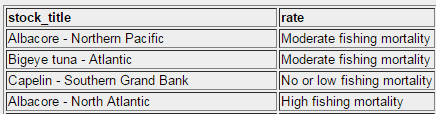 stock_title rate
Albacore - Northern Pacific Moderate fishing mortality
Bigeye tuna - Atlantic Moderate fishing mortality
Capelin - Southern Grand Bank No or low fishing mortality
Albacore - North Atlantic High fishing mortality